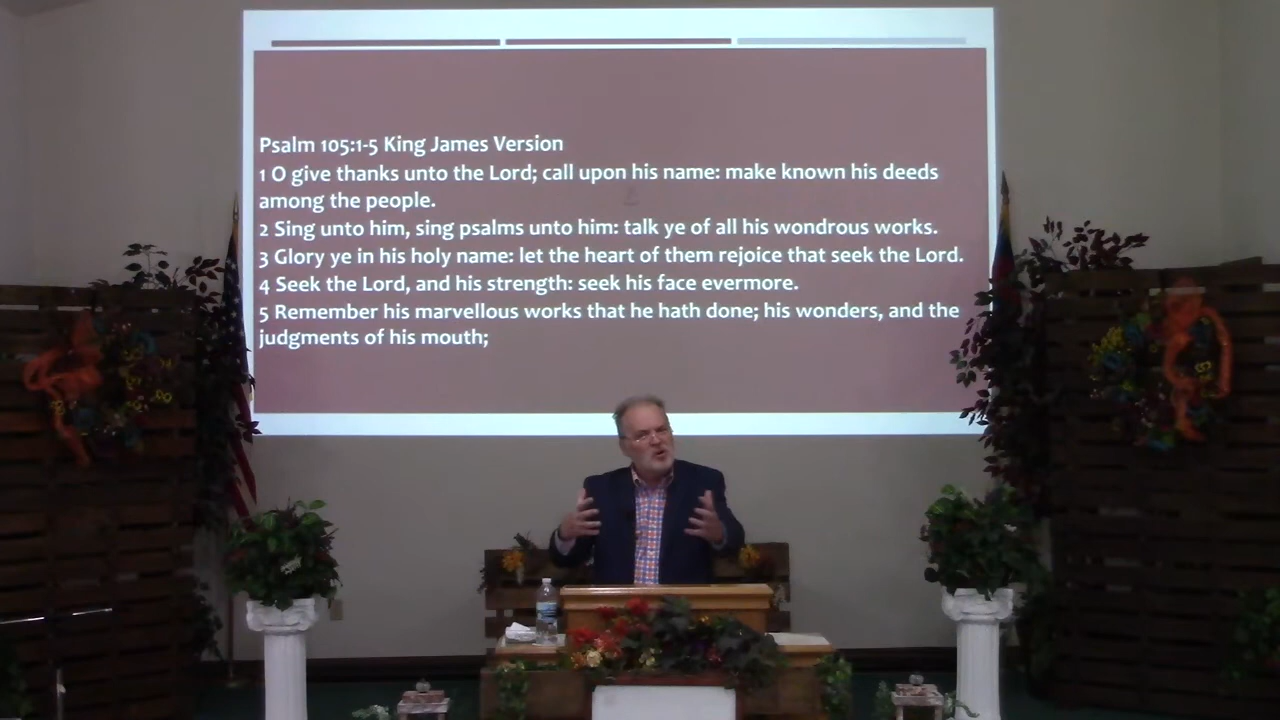 Psalm 105:1-5 King James Version
1 O give thanks unto the Lord; call upon his name: make known his deeds
among the people.
2 Sing unto him, sing psalms unto him: talk ye of all his wondrous works.
3 Glory ye in his holy name: let the heart of them rejoice that seek the Lord.
4 Seek the Lord, and his strength: seek his face evermore.
5 Remember his marvellous works that he hath done; his wonders, and the
judgments of his mouth;